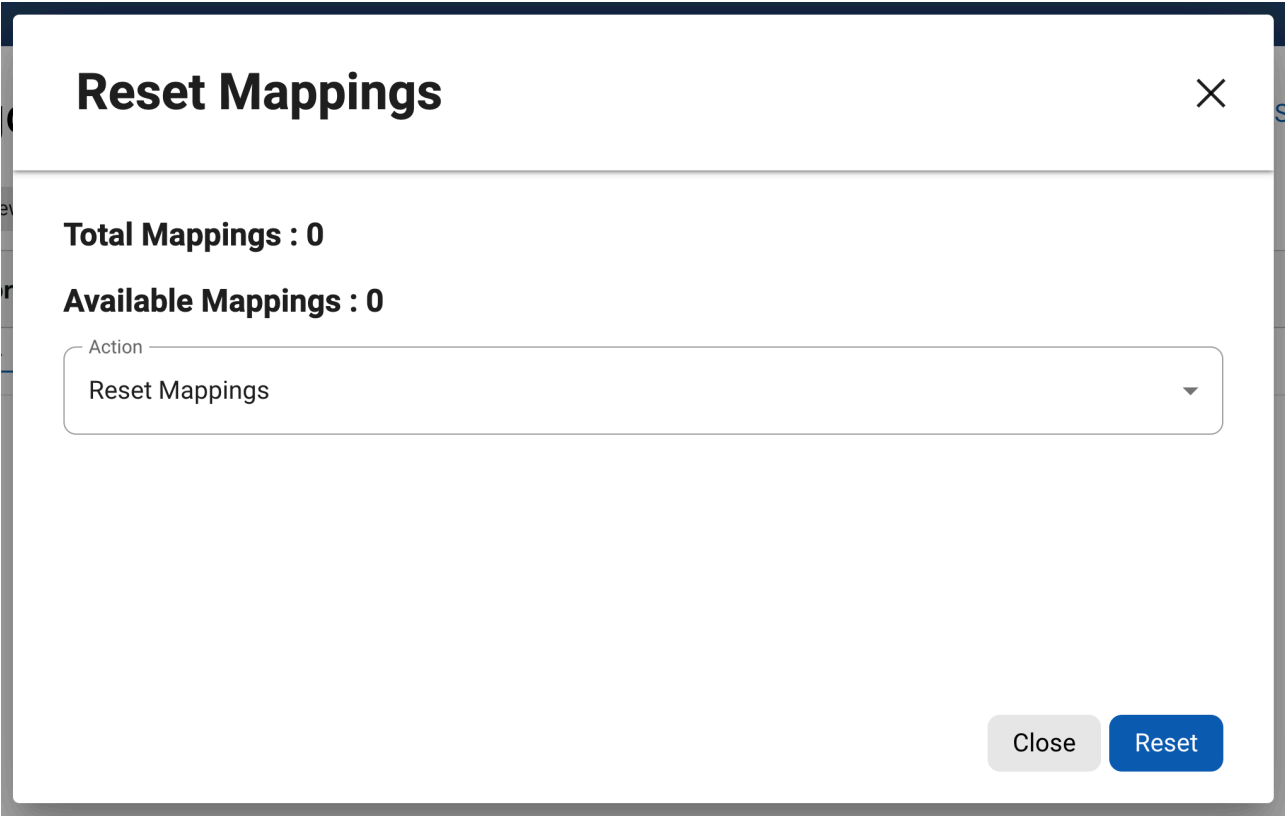 Reset Mappings
Total Mappings : 0
Available Mappings : 0
Action
Reset Mappings
Close
Reset